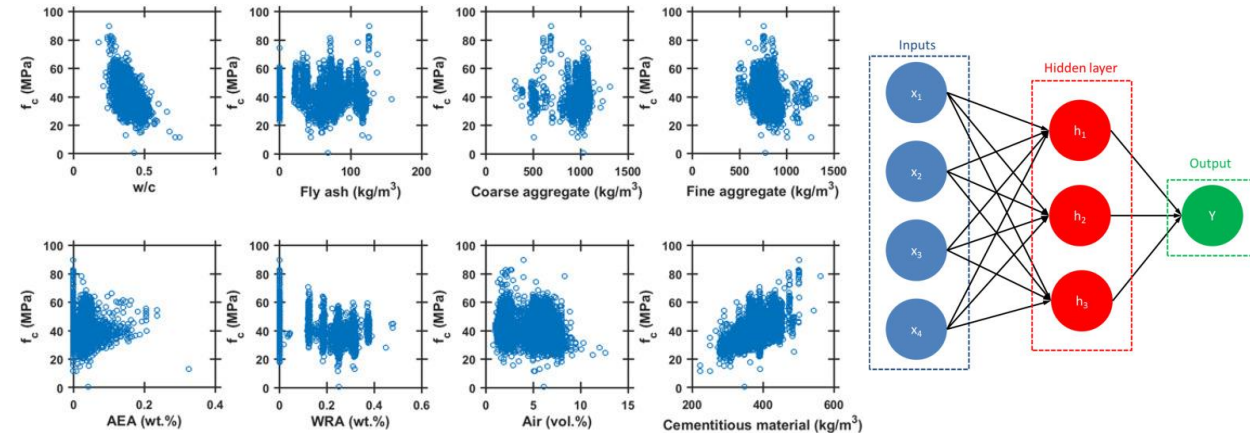 100
80
60
40
20
0
f_c (MPa)
0 0.5 1
w/c
100
80
60
40
20
0
f_c (MPa)
0 100 200
Fly ash (kg/m³)
100
80
60
40
20
0
f_c (MPa)
0 500 1000 1500
Coarse aggregate (kg/m³)
100
80
60
40
20
0
f_c (MPa)
0 500 1000 1500
Fine aggregate (kg/m³)
100
80
60
40
20
0
f_c (MPa)
0 0.2 0.4
AEA (wt.%)
100
80
60
40
20
0
f_c (MPa)
0 0.2 0.4 0.6
WRA (wt.%)
100
80
60
40
20
0
f_c (MPa)
0 5 10 15
Air (vol.%)
100
80
60
40
20
0
f_c (MPa)
200 400 600
Cementitious material (kg/m³)
Inputs
x₁
x₂
x₃
x₄
Hidden layer
h₁
h₂
h₃
Output
Y